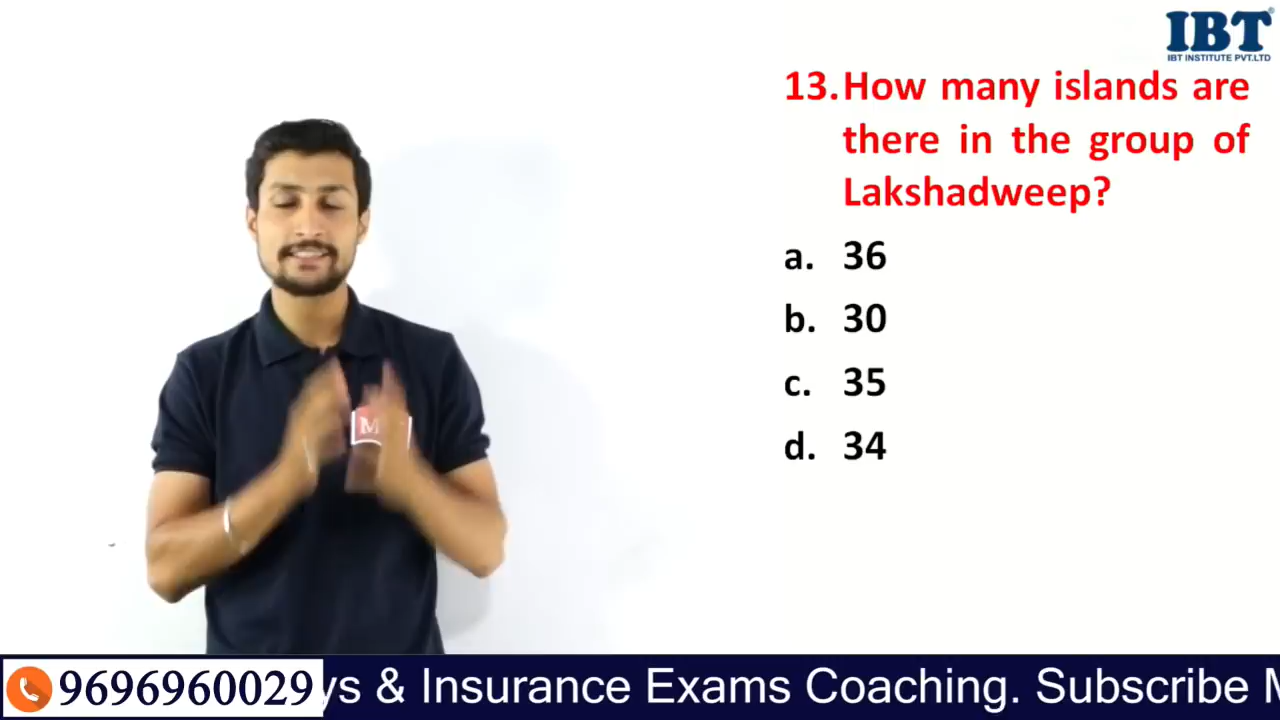 IBT
IBT INSTITUTE PVT.LTD
13. How many islands are
there in the group of
Lakshadweep?
a. 36
b. 30
c. 35
d. 34
M
9696960029
ys & Insurance Exams Coaching. Subscribe M